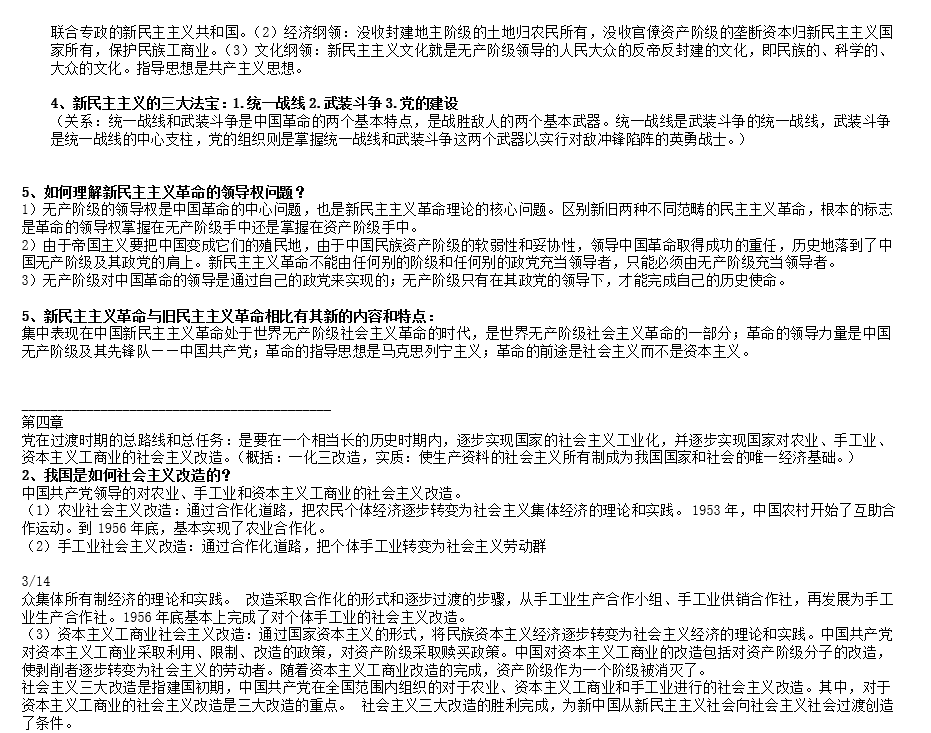 联合专政的新民主主义共和国。（2）经济纲领：没收封建地主阶级的土地归农民所有，没收官僚资产阶级的垄断资本归新民主主义国
家所有，保护民族工商业。（3）文化纲领：新民主主义文化就是无产阶级领导的人民大众的反帝反封建的文化，即民族的、科学的、
大众的文化。指导思想是共产主义思想。
4、新民主主义的三大法宝：1.统一战线 2.武装斗争 3.党的建设
（关系：统一战线和武装斗争是中国革命的两个基本特点，是战胜敌人的两个基本武器。统一战线是武装斗争的统一战线，武装斗争
是统一战线的中心支柱，党的组织则是掌握统一战线和武装斗争这两个武器以实行对敌冲锋陷阵的英勇战士。）
5、如何理解新民主主义革命的领导权问题？
1）无产阶级的领导权是中国革命的中心问题，也是新民主主义革命理论的核心问题。区别新旧两种不同范畴的民主主义革命，根本的标志
是革命的领导权掌握在无产阶级手中还是掌握在资产阶级手中。
2）由于帝国主义要把中国变成它们的殖民地，由于中国民族资产阶级的软弱性和妥协性，领导中国革命取得成功的重任，历史地落到了中
国无产阶级及其政党的肩上。新民主主义革命不能由任何别的阶级和任何别的政党充当领导者，只能必须由无产阶级充当领导者。
3）无产阶级对中国革命的领导是通过自己的政党来实现的；无产阶级只有在其政党的领导下，才能完成自己的历史使命。
5、新民主主义革命与旧民主主义革命相比有其新的内容和特点：
集中表现在中国新民主主义革命处于世界无产阶级社会主义革命的时代，是世界无产阶级社会主义革命的一部分；革命的领导力量是中国
无产阶级及其先锋队——中国共产党；革命的指导思想是马克思列宁主义；革命的前途是社会主义而不是资本主义。
___________________________________________
第四章
党在过渡时期的总路线和总任务：是要在一个相当长的历史时期内，逐步实现国家的社会主义工业化，并逐步实现国家对农业、手工业、
资本主义工商业的社会主义改造。（概括：一化三改造，实质：使生产资料的社会主义所有制成为我国国家和社会的唯一经济基础。）
2、我国是如何社会主义改造的？
中国共产党领导的对农业、手工业和资本主义工商业的社会主义改造。
（1）农业社会主义改造：通过合作化道路，把农民个体经济逐步转变为社会主义集体经济的理论和实践。 1953 年，中国农村开始了互助合
作运动。到 1956 年底，基本实现了农业合作化。
（2）手工业社会主义改造：通过合作化道路，把个体手工业转变为社会主义劳动群
3/14
众集体所有制经济的理论和实践。 改造采取合作化的形式和逐步过渡的步骤，从手工业生产合作小组、手工业供销合作社，再发展为手工
业生产合作社。1956 年底基本上完成了对个体手工业的社会主义改造。
（3）资本主义工商业社会主义改造：通过国家资本主义的形式，将民族资本主义经济逐步转变为社会主义经济的理论和实践。中国共产党
对资本主义工商业采取利用、限制、改造的政策，对资产阶级采取赎买政策。中国对资本主义工商业的改造包括对资产阶级分子的改造，
使剥削者逐步转变为社会主义的劳动者。随着资本主义工商业改造的完成，资产阶级作为一个阶级被消灭了。
社会主义三大改造是指建国初期，中国共产党在全国范围内组织的对于农业、资本主义工商业和手工业进行的社会主义改造。其中，对于
资本主义工商业的社会主义改造是三大改造的重点。 社会主义三大改造的胜利完成，为新中国从新民主主义社会向社会主义社会过渡创造
了条件。